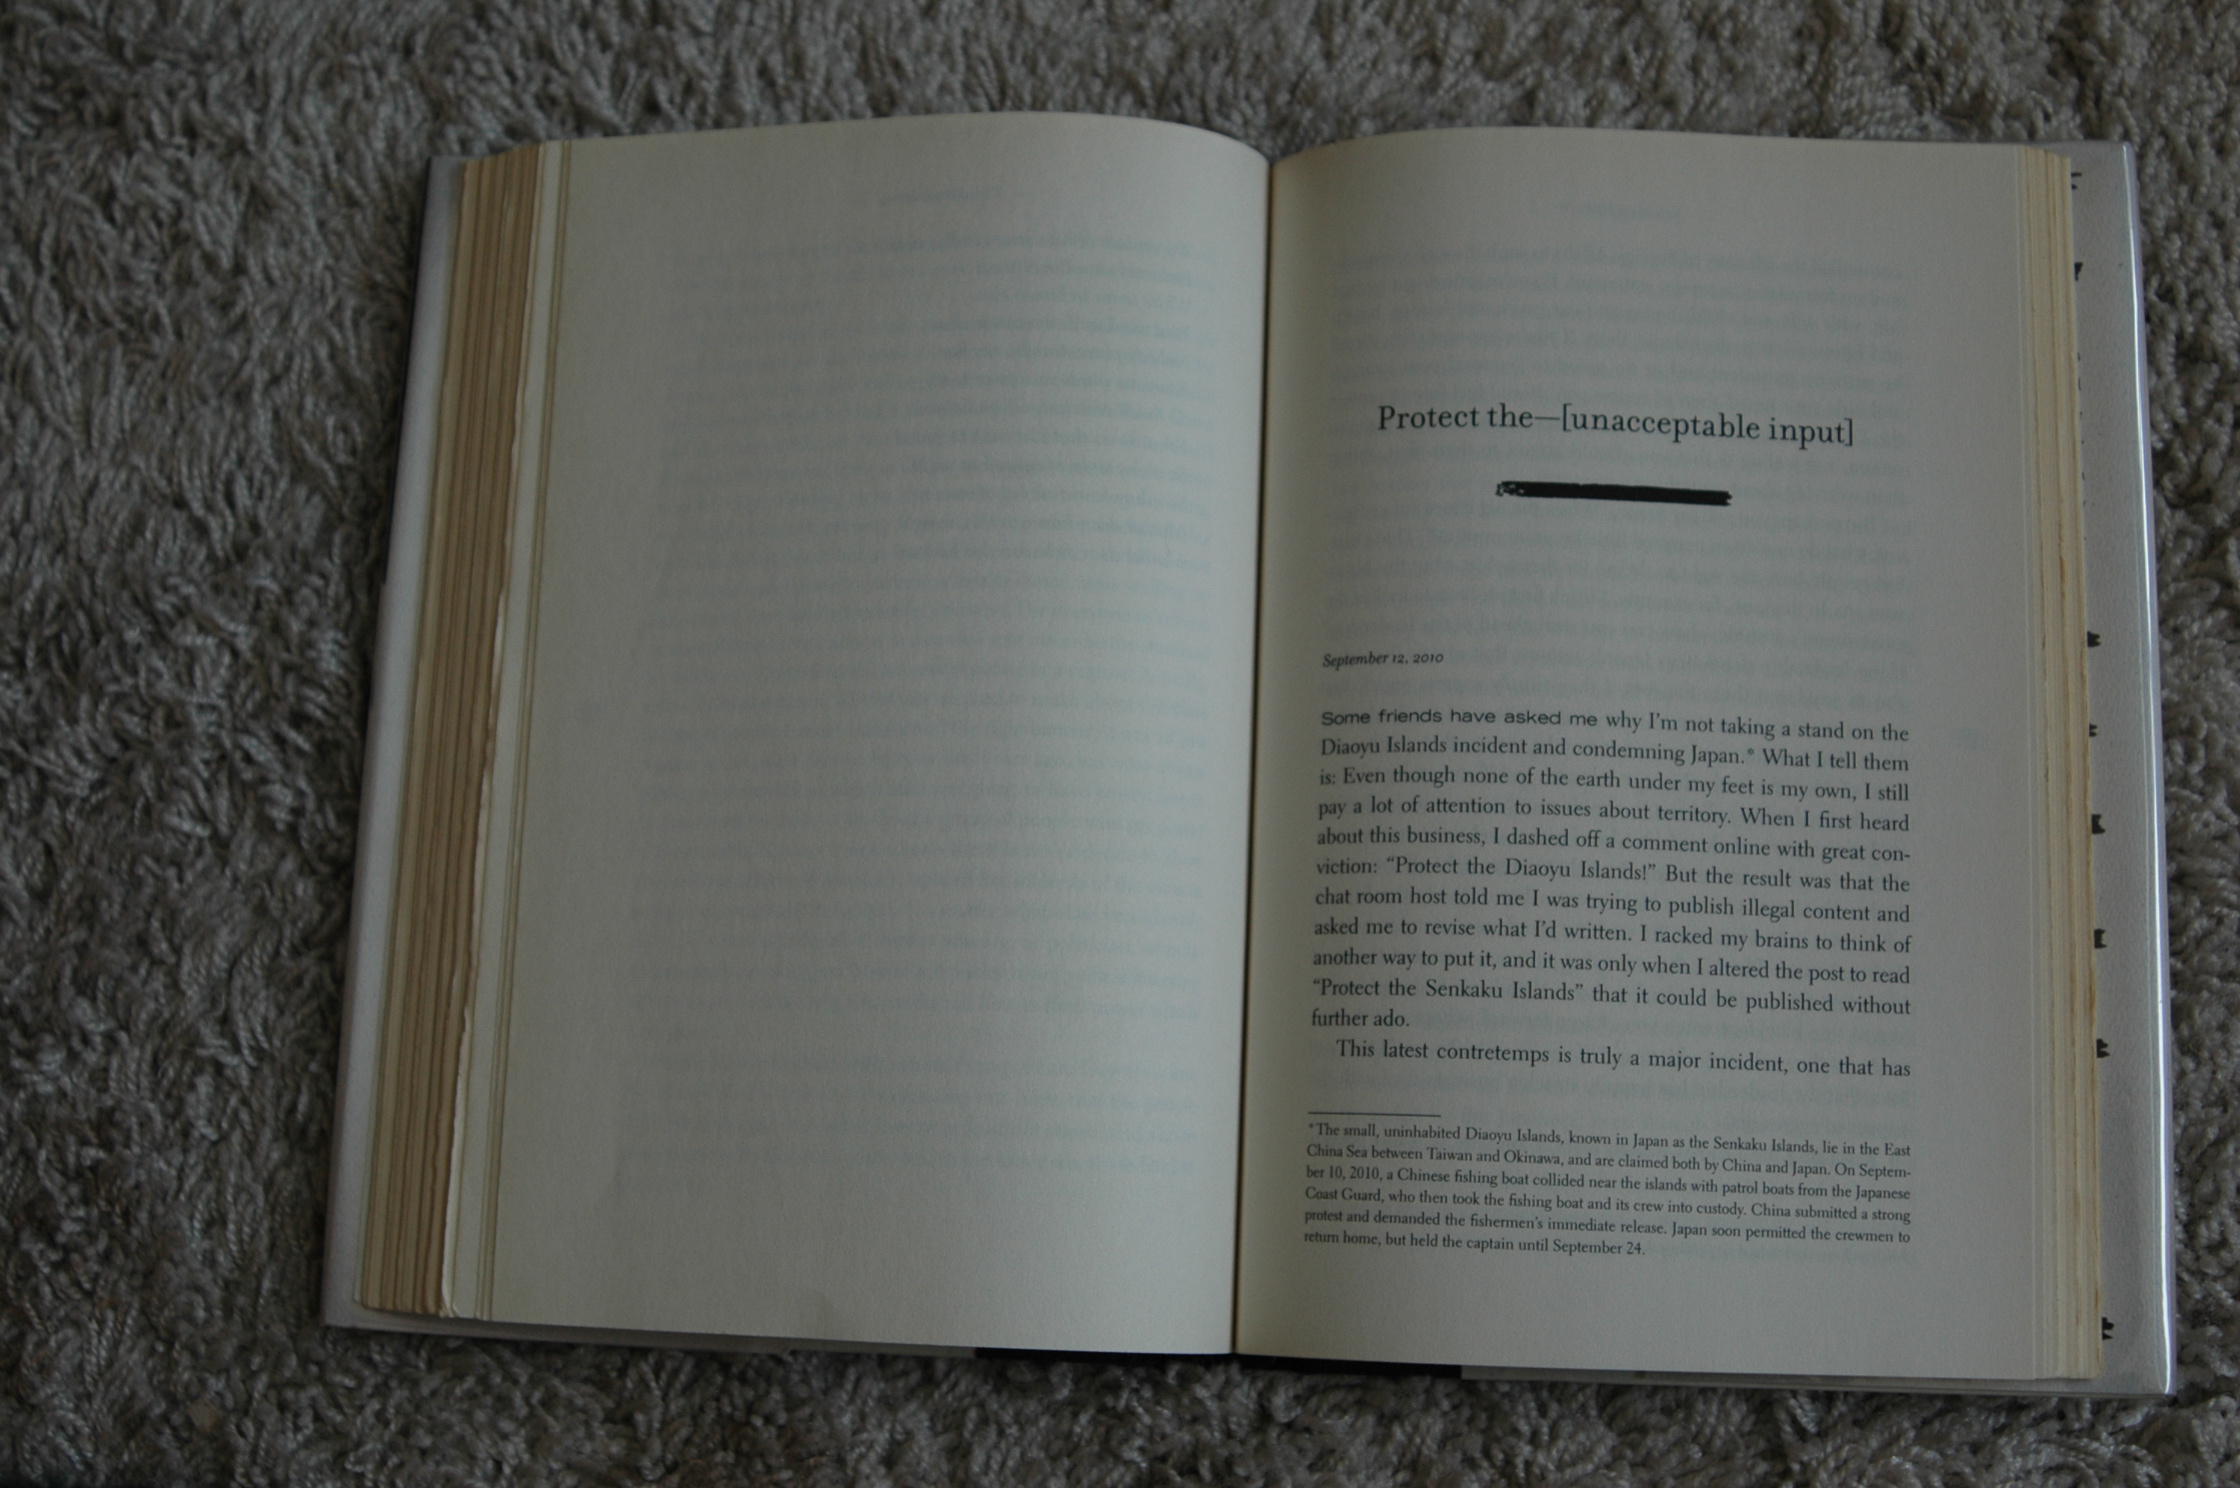 Protect the—[unacceptable input]
September 12, 2010
Some friends have asked me why I'm not taking a stand on the
Diaoyu Islands incident and condemning Japan.* What I tell them
is: Even though none of the earth under my feet is my own, I still
pay a lot of attention to issues about territory. When I first heard
about this business, I dashed off a comment online with great con-
viction: “Protect the Diaoyu Islands!” But the result was that the
chat room host told me I was trying to publish illegal content and
asked me to revise what I'd written. I racked my brains to think of
another way to put it, and it was only when I altered the post to read
“Protect the Senkaku Islands” that it could be published without
further ado.
This latest contretemps is truly a major incident, one that has
*The small, uninhabited Diaoyu Islands, known in Japan as the Senkaku Islands, lie in the East
China Sea between Taiwan and Okinawa, and are claimed both by China and Japan. On Septem-
ber 10, 2010, a Chinese fishing boat collided near the islands with patrol boats from the Japanese
Coast Guard, who then took the fishing boat and its crew into custody. China submitted a strong
protest and demanded the fishermen's immediate release. Japan soon permitted the crewmen to
return home, but held the captain until September 24.